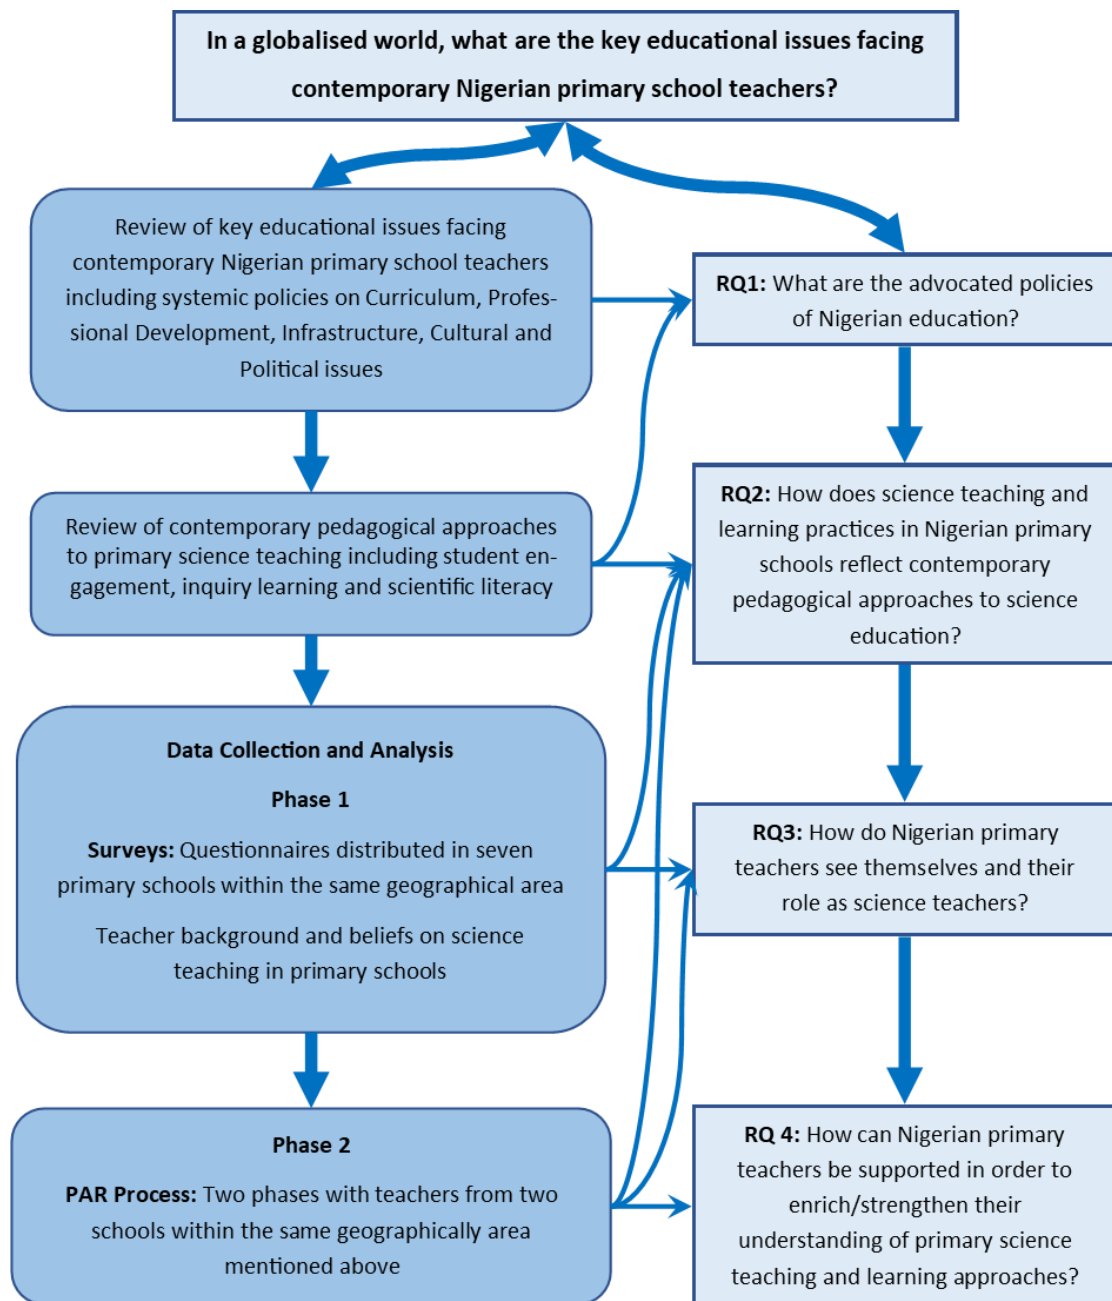 In a globalised world, what are the key educational issues facing
contemporary Nigerian primary school teachers?
Review of key educational issues facing
contemporary Nigerian primary school teachers
including systemic policies on Curriculum, Profes-
sional Development, Infrastructure, Cultural and
Political issues
RQ1: What are the advocated policies
of Nigerian education?
Review of contemporary pedagogical approaches
to primary science teaching including student en-
gagement, inquiry learning and scientific literacy
RQ2: How does science teaching and
learning practices in Nigerian primary
schools reflect contemporary
pedagogical approaches to science
education?
Data Collection and Analysis
Phase 1
Surveys: Questionnaires distributed in seven
primary schools within the same geographical area
Teacher background and beliefs on science
teaching in primary schools
RQ3: How do Nigerian primary
teachers see themselves and their
role as science teachers?
Phase 2
PAR Process: Two phases with teachers from two
schools within the same geographically area
mentioned above
RQ 4: How can Nigerian primary
teachers be supported in order to
enrich/strengthen their
understanding of primary science
teaching and learning approaches?